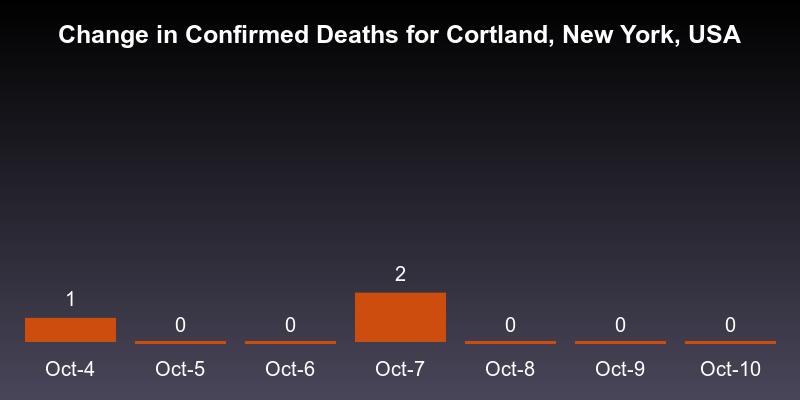 Change in Confirmed Deaths for Cortland, New York, USA
2
1
0 0 0 0 0
Oct-4 Oct-5 Oct-6 Oct-7 Oct-8 Oct-9 Oct-10